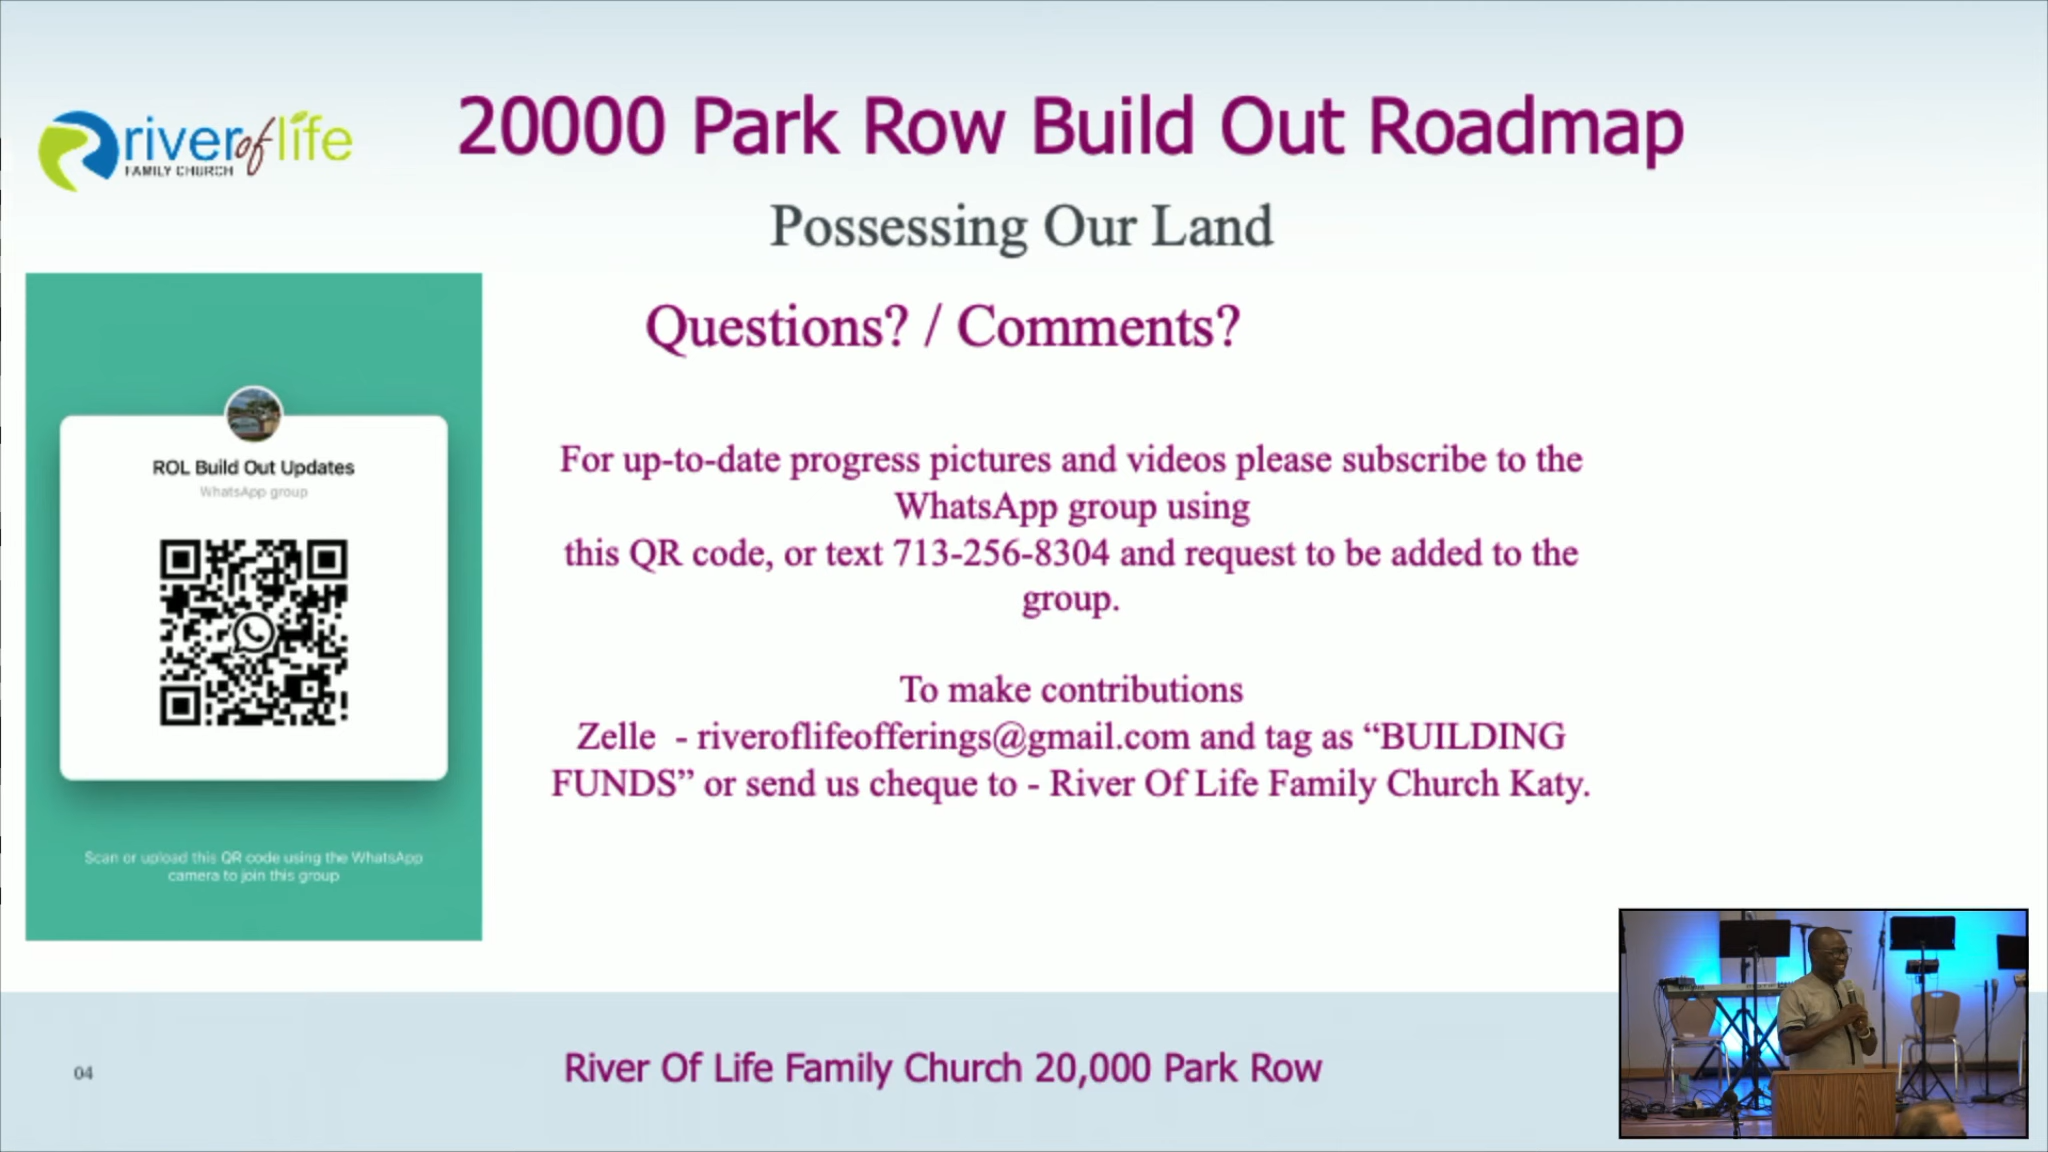 riveroflife
FAMILY CHURCH
20000 Park Row Build Out Roadmap
Possessing Our Land
Questions? / Comments?
ROL Build Out Updates
WhatsApp group
Scan or upload this QR code using the WhatsApp
camera to join this group
For up-to-date progress pictures and videos please subscribe to the
WhatsApp group using
this QR code, or text 713-256-8304 and request to be added to the
group.
To make contributions
Zelle - riveroflifeofferings@gmail.com and tag as “BUILDING
FUNDS” or send us cheque to - River Of Life Family Church Katy.
04
River Of Life Family Church 20,000 Park Row